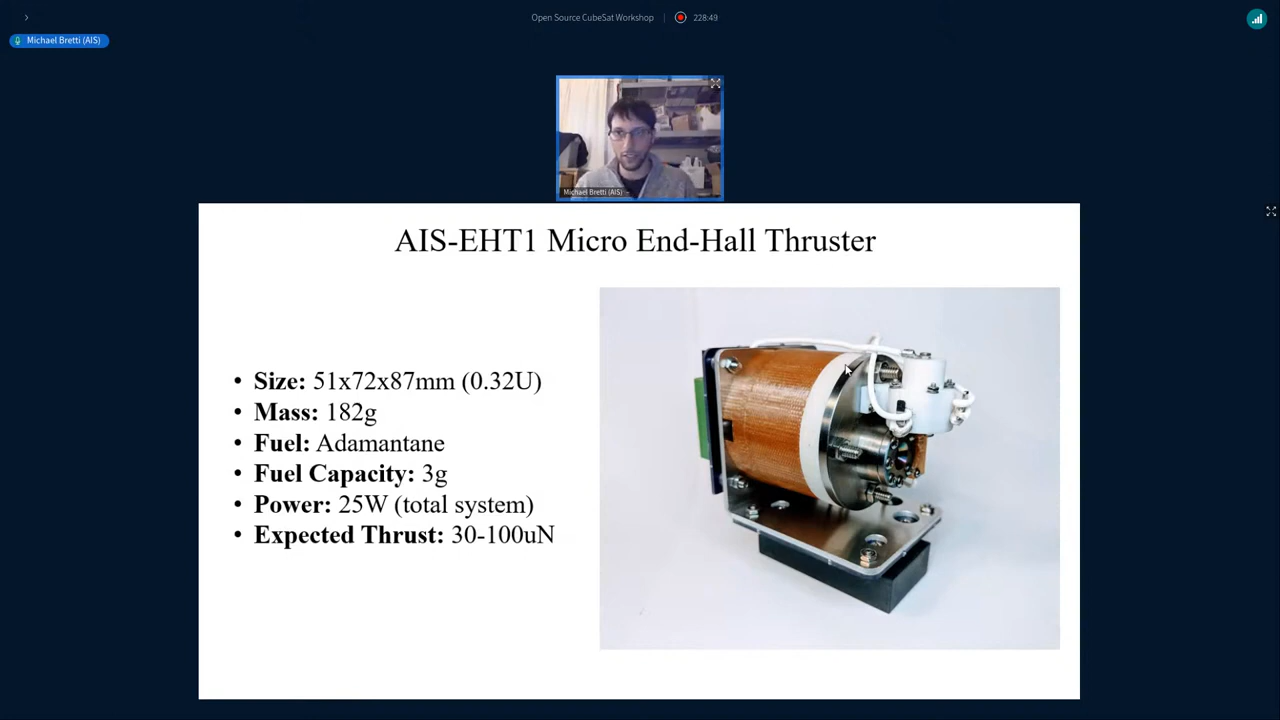 Open Source CubeSat Workshop
228:49
Michael Bretti (AIS)
Michael Bretti (AIS)
AIS-EHT1 Micro End-Hall Thruster
• Size: 51x72x87mm (0.32U)
• Mass: 182g
• Fuel: Adamantane
• Fuel Capacity: 3g
• Power: 25W (total system)
• Expected Thrust: 30-100uN